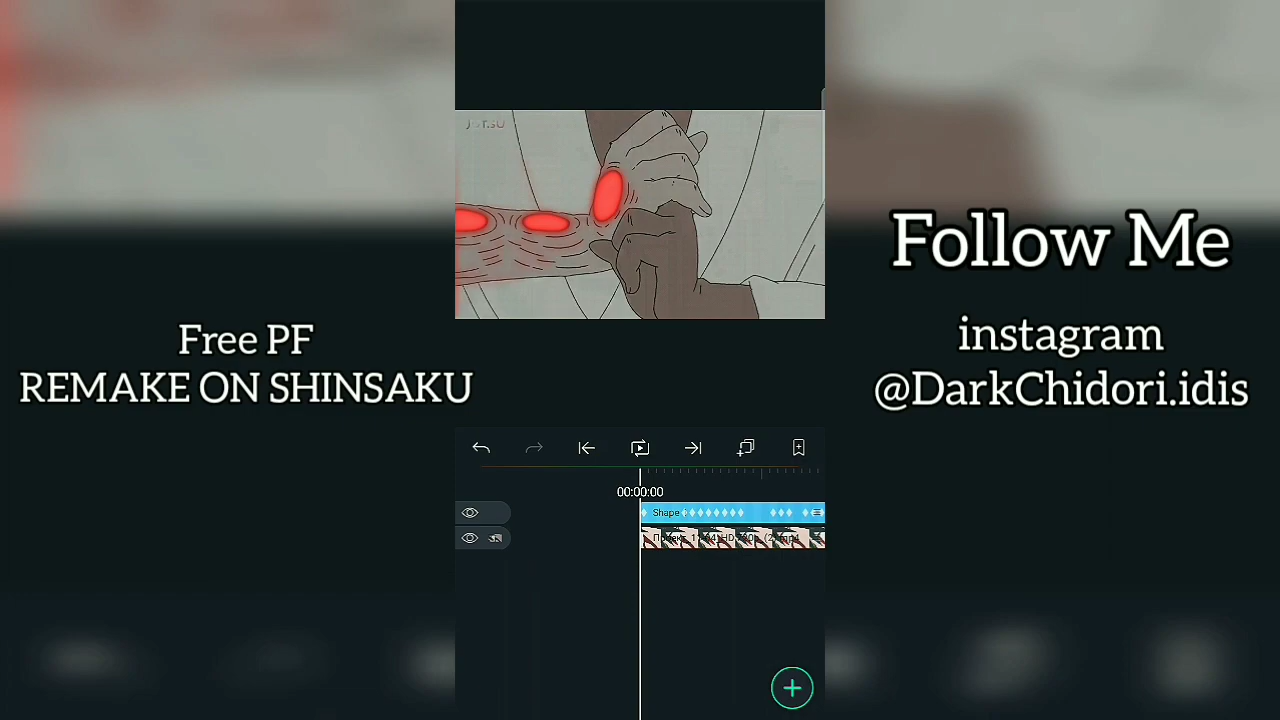 Free PF
REMAKE ON SHINSAKU
Follow Me
instagram
@DarkChidori.idis
00:00:00
Shape